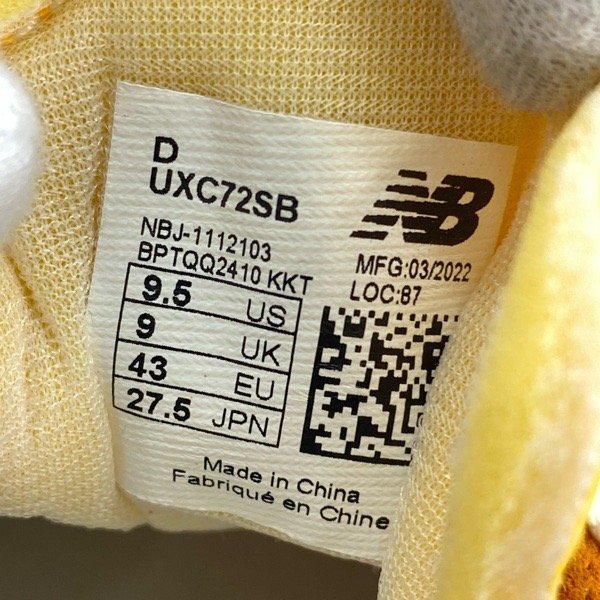 D
UXC72SB
NB
NBJ-1112103
BPTQQ2410 KKT
MFG:03/2022
LOC:87
9.5 US
9 UK
43 EU
27.5 JPN
Made in China
Fabriqué en Chine